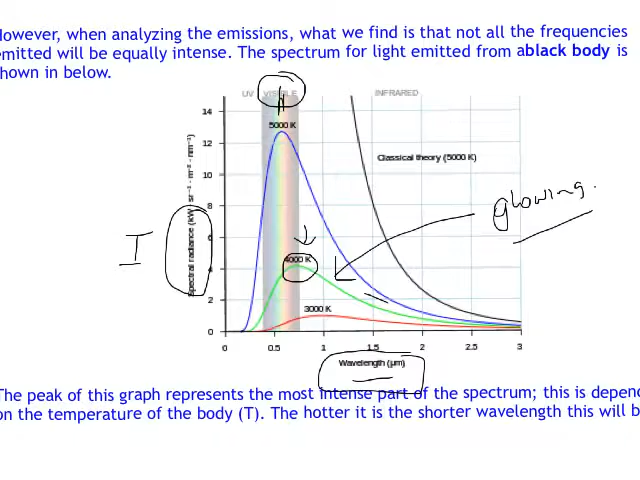 owever, when analyzing the emissions, what we find is that not all the frequencies
emitted will be equally intense. The spectrum for light emitted from a black body is
hown in below.
UV VISIBLE INFRARED
14
5000 K
12
Classical theory (5000 K)
10
8
glowing.
6
I
Spectral radiance (kW · sr⁻¹ · m⁻² · nm⁻¹)
4000 K
4
2
3000 K
0
0 0.5 1 1.5 2 2.5 3
Wavelength (μm)
The peak of this graph represents the most intense part of the spectrum; this is depen
on the temperature of the body (T). The hotter it is the shorter wavelength this will b